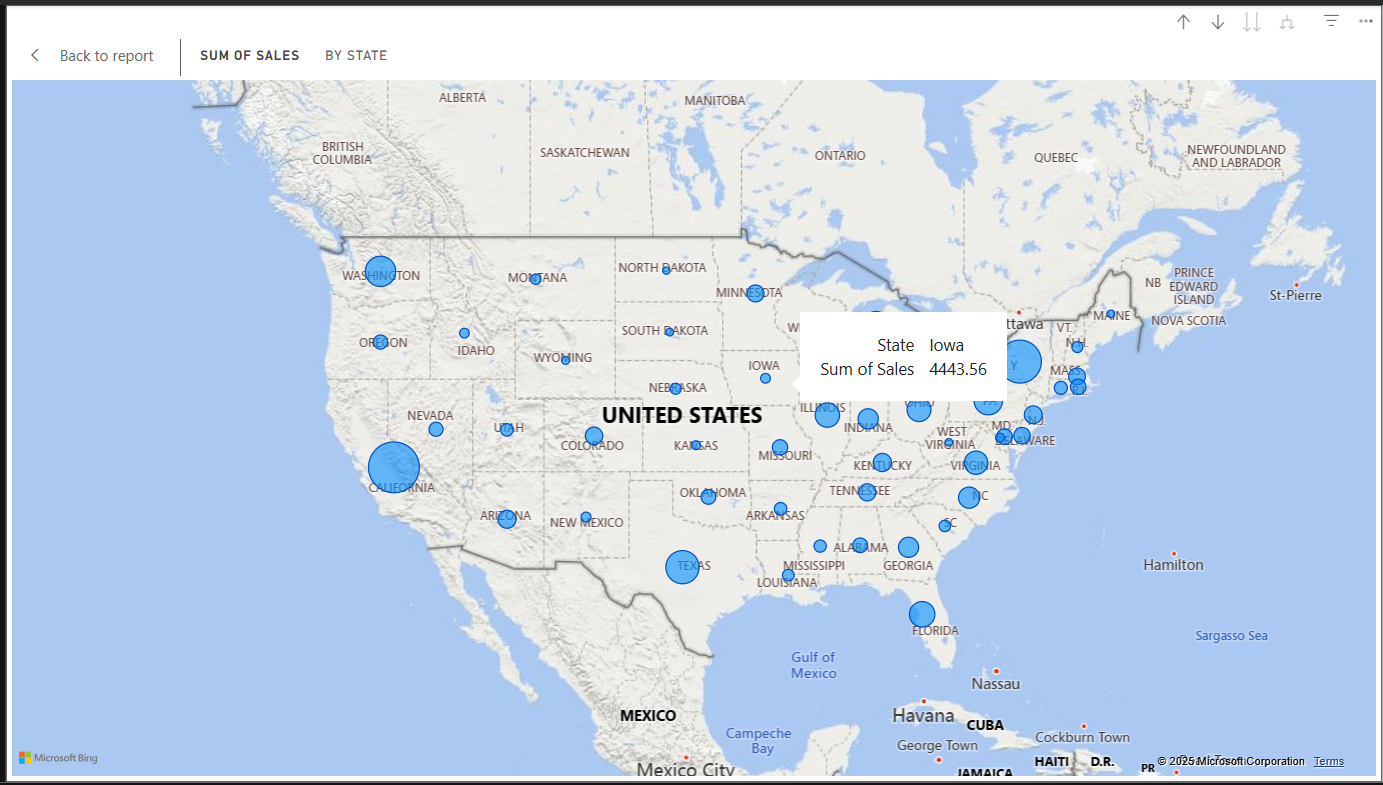 Back to report
SUM OF SALES BY STATE
ALBERTA
MANITOBA
BRITISH
COLUMBIA
SASKATCHEWAN
ONTARIO
QUEBEC
NEWFOUNDLAND
AND LABRADOR
WASHINGTON
MONTANA
NORTH DAKOTA
MINNESOTA
NB
PRINCE
EDWARD
ISLAND
St-Pierre
MAINE
NOVA SCOTIA
ttawa
VT.
N.H.
OREGON
IDAHO
SOUTH DAKOTA
WYOMING
State Iowa
Sum of Sales 4443.56
IOWA
MASS.
R.I.
NEBRASKA
PA
NEVADA
UTAH
UNITED STATES
ILLINOIS
OHIO
INDIANA
N.J.
COLORADO
KANSAS
MISSOURI
WEST
VIRGINIA
MD.
DELAWARE
CALIFORNIA
KENTUCKY
VIRGINIA
OKLAHOMA
TENNESSEE
NC
ARIZONA
NEW MEXICO
ARKANSAS
SC
TEXAS
ALABAMA
MISSISSIPPI
GEORGIA
LOUISIANA
Hamilton
FLORIDA
Sargasso Sea
Gulf of
Mexico
Nassau
MEXICO
Havana
CUBA
Campeche
Bay
Cockburn Town
George Town
Microsoft Bing
Mexico City
JAMAICA
HAITI
D.R.
PR
© 2025 Microsoft Corporation Terms